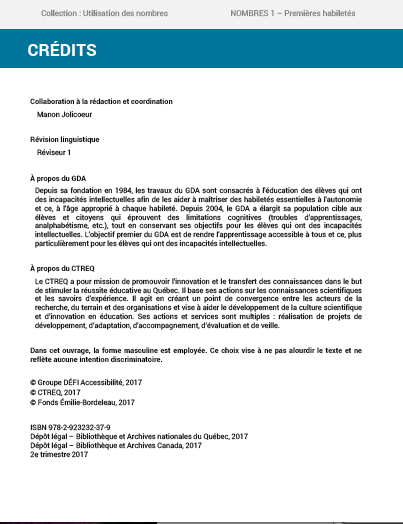 Collection : Utilisation des nombres
NOMBRES 1 – Premières habiletés
CRÉDITS
Collaboration à la rédaction et coordination
Manon Jolicoeur
Révision linguistique
Réviseur 1
À propos du GDA
Depuis sa fondation en 1984, les travaux du GDA sont consacrés à l'éducation des élèves qui ont
des incapacités intellectuelles afin de les aider à maîtriser des habiletés essentielles à l'autonomie
et ce, à l'âge approprié à chaque habileté. Depuis 2004, le GDA a élargit sa population cible aux
élèves et citoyens qui éprouvent des limitations cognitives (troubles d'apprentissages,
analphabétisme, etc.), tout en conservant ses objectifs pour les élèves qui ont des incapacités
intellectuelles. L'objectif premier du GDA est de rendre l'apprentissage accessible à tous et ce, plus
particulièrement pour les élèves qui ont des incapacités intellectuelles.
À propos du CTREQ
Le CTREQ a pour mission de promouvoir l'innovation et le transfert des connaissances dans le but
de stimuler la réussite éducative au Québec. Il base ses actions sur les connaissances scientifiques
et les savoirs d'expérience. Il agit en créant un point de convergence entre les acteurs de la
recherche, du terrain et des organisations et vise à aider le développement de la culture scientifique
et d'innovation en éducation. Ses actions et services sont multiples : réalisation de projets de
développement, d'adaptation, d'accompagnement, d'évaluation et de veille.
Dans cet ouvrage, la forme masculine est employée. Ce choix vise à ne pas alourdir le texte et ne
reflète aucune intention discriminatoire.
© Groupe DÉFI Accessibilité, 2017
© CTREQ, 2017
© Fonds Émilie-Bordeleau, 2017
ISBN 978-2-923232-37-9
Dépôt légal – Bibliothèque et Archives nationales du Québec, 2017
Dépôt légal – Bibliothèque et Archives Canada, 2017
2e trimestre 2017